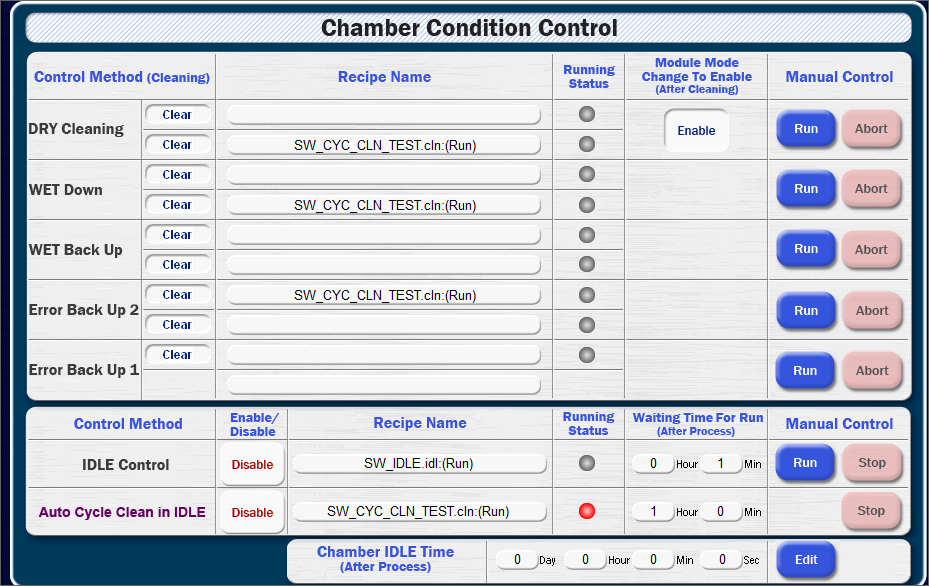 Chamber Condition Control
Control Method (Cleaning)
Recipe Name
Running
Status
Module Mode
Change To Enable
(After Cleaning)
Manual Control
DRY Cleaning
Clear
Clear
SW_CYC_CLN_TEST.cln:(Run)
Enable
Run
Abort
WET Down
Clear
Clear
SW_CYC_CLN_TEST.cln:(Run)
Run
Abort
WET Back Up
Clear
Clear
Run
Abort
Error Back Up 2
Clear
SW_CYC_CLN_TEST.cln:(Run)
Clear
Run
Abort
Error Back Up 1
Clear
Run
Abort
Control Method
Enable/
Disable
Recipe Name
Running
Status
Waiting Time For Run
(After Process)
Manual Control
IDLE Control
Disable
SW_IDLE.idl:(Run)
0 Hour 1 Min
Run
Stop
Auto Cycle Clean in IDLE
Disable
SW_CYC_CLN_TEST.cln:(Run)
1 Hour 0 Min
Stop
Chamber IDLE Time
(After Process)
0 Day 0 Hour 0 Min 0 Sec
Edit